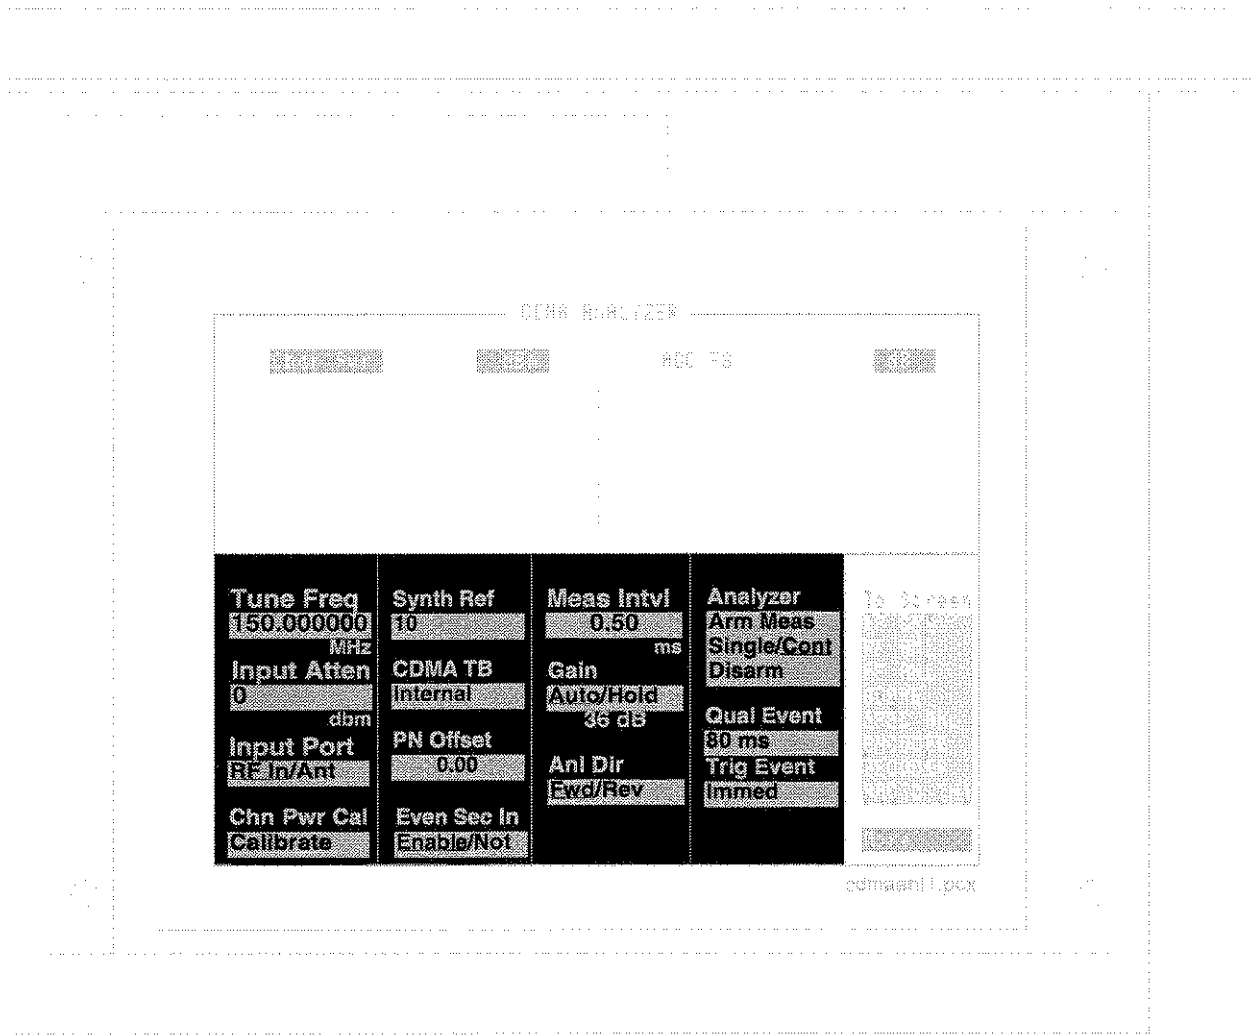 CDMA ANALYZER
ADC FS
Tune Freq
150.000000
MHz
Input Atten
0
dbm
Input Port
RF In/Ant
Chn Pwr Cal
Calibrate
Synth Ref
10
CDMA TB
Internal
PN Offset
0.00
Even Sec In
Enable/Not
Meas Intvl
0.50
ms
Gain
Auto/Hold
36 dB
Anl Dir
Fwd/Rev
Analyzer
Arm Meas
Single/Cont
Disarm
Qual Event
80 ms
Trig Event
Immed
To Screen
cdmaanl1.pcx